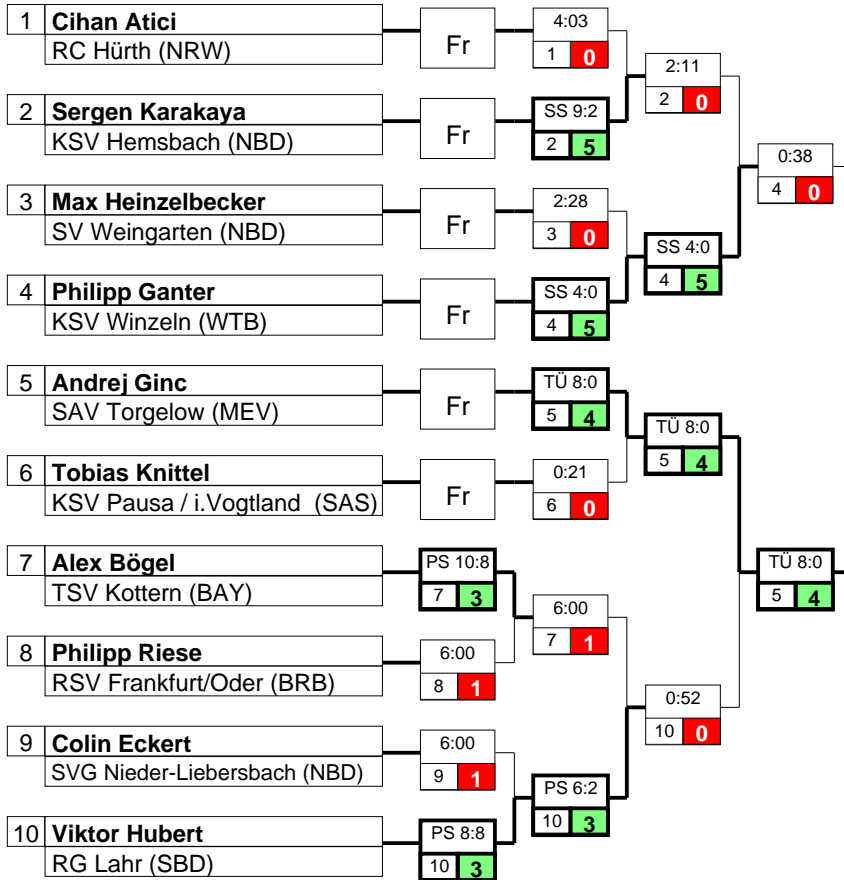 1 Cihan Atici
RC Hürth (NRW)
Fr
4:03
1 0
2:11
2 0
2 Sergen Karakaya
KSV Hemsbach (NBD)
Fr
SS 9:2
2 5
0:38
4 0
3 Max Heinzelbecker
SV Weingarten (NBD)
Fr
2:28
3 0
SS 4:0
4 5
4 Philipp Ganter
KSV Winzeln (WTB)
Fr
SS 4:0
4 5
5 Andrej Ginc
SAV Torgelow (MEV)
Fr
TÜ 8:0
5 4
TÜ 8:0
5 4
6 Tobias Knittel
KSV Pausa / i.Vogtland (SAS)
Fr
0:21
6 0
7 Alex Bögel
TSV Kottern (BAY)
PS 10:8
7 3
TÜ 8:0
5 4
6:00
7 1
8 Philipp Riese
RSV Frankfurt/Oder (BRB)
6:00
8 1
0:52
10 0
9 Colin Eckert
SVG Nieder-Liebersbach (NBD)
6:00
9 1
PS 6:2
10 3
10 Viktor Hubert
RG Lahr (SBD)
PS 8:8
10 3